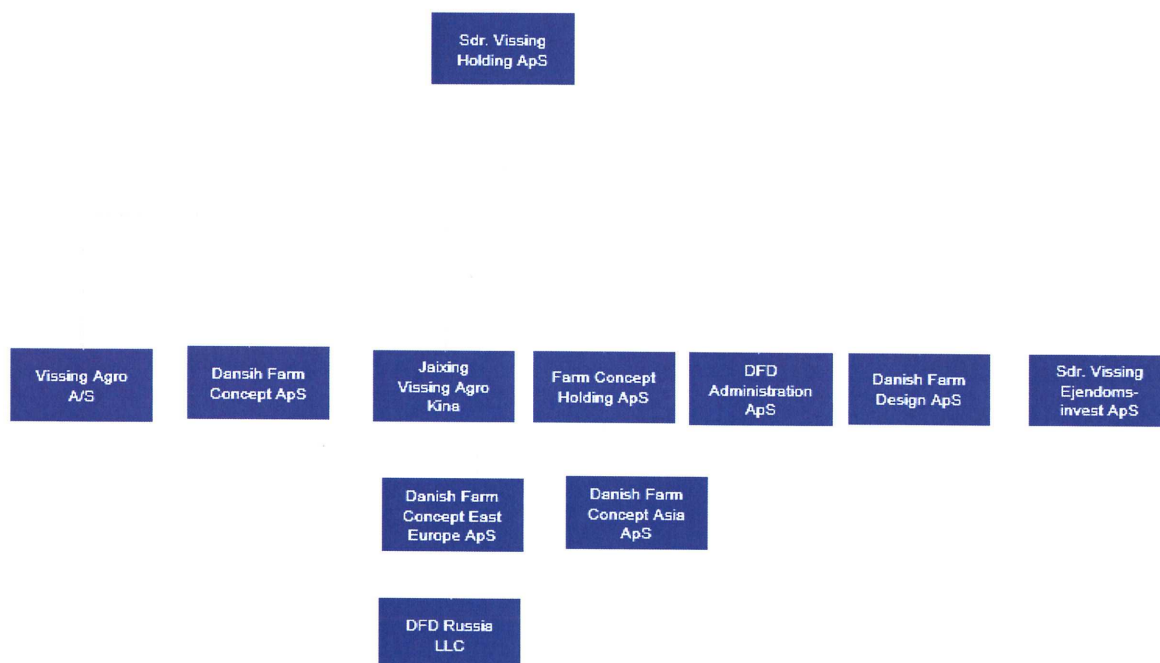 Sdr. Vissing
Holding ApS
Vissing Agro
A/S
Dansih Farm
Concept ApS
Jaixing
Vissing Agro
Kina
Farm Concept
Holding ApS
DFD
Administration
ApS
Danish Farm
Design ApS
Sdr. Vissing
Ejendoms-
invest ApS
Danish Farm
Concept East
Europe ApS
Danish Farm
Concept Asia
ApS
DFD Russia
LLC